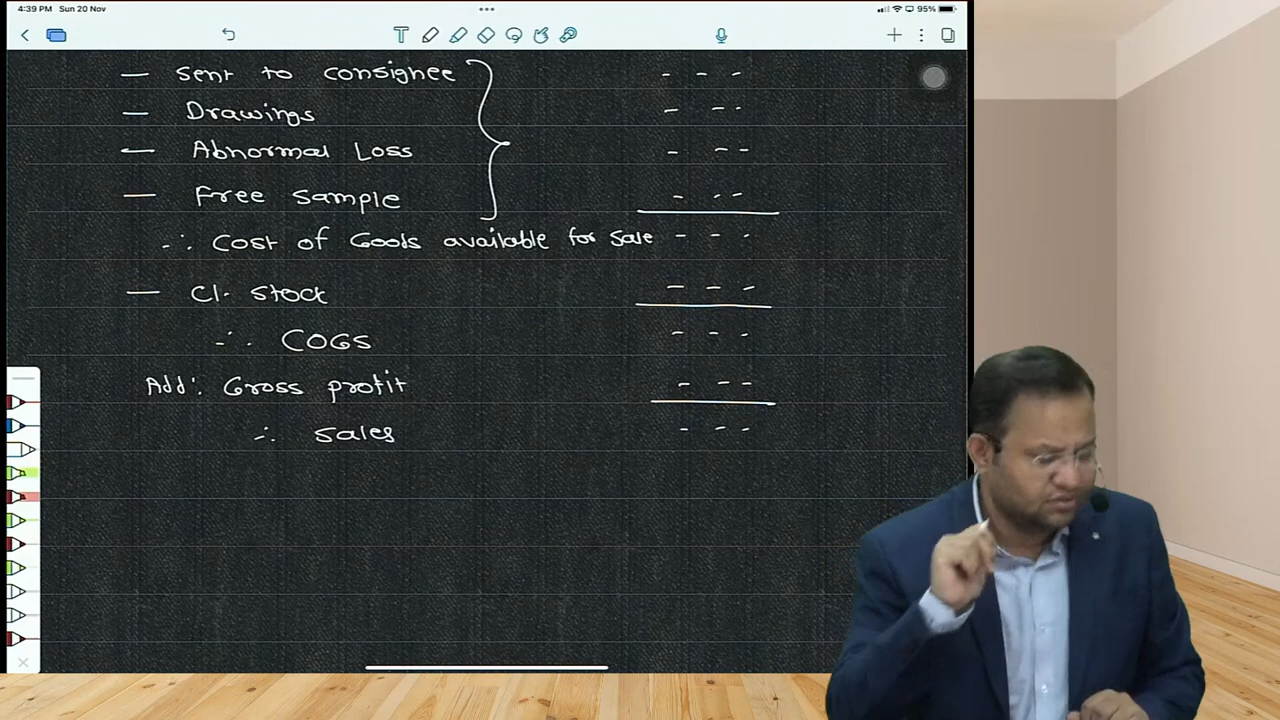 4:39 PM Sun 20 Nov
95%
T
— Sent to consignee - - -
— Drawings - - -
— Abnormal Loss - - -
— Free Sample - - -
∴ Cost of Goods available for Sale - - -
— Cl. Stock - - -
∴ COGS - - -
Add: Gross profit - - -
∴ Sales - - -